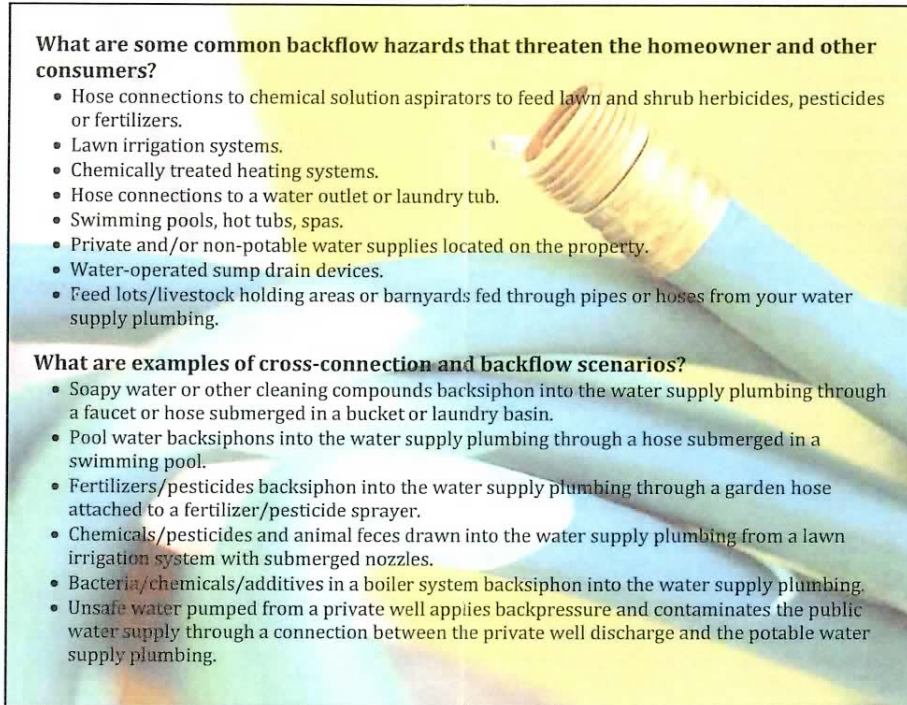 What are some common backflow hazards that threaten the homeowner and other
consumers?
• Hose connections to chemical solution aspirators to feed lawn and shrub herbicides, pesticides
or fertilizers.
• Lawn irrigation systems.
• Chemically treated heating systems.
• Hose connections to a water outlet or laundry tub.
• Swimming pools, hot tubs, spas.
• Private and/or non-potable water supplies located on the property.
• Water-operated sump drain devices.
• Feed lots/livestock holding areas or barnyards fed through pipes or hoses from your water
supply plumbing.
What are examples of cross-connection and backflow scenarios?
• Soapy water or other cleaning compounds backsiphon into the water supply plumbing through
a faucet or hose submerged in a bucket or laundry basin.
• Pool water backsiphons into the water supply plumbing through a hose submerged in a
swimming pool.
• Fertilizers/pesticides backsiphon into the water supply plumbing through a garden hose
attached to a fertilizer/pesticide sprayer.
• Chemicals/pesticides and animal feces drawn into the water supply plumbing from a lawn
irrigation system with submerged nozzles.
• Bacteria/chemicals/additives in a boiler system backsiphon into the water supply plumbing.
• Unsafe water pumped from a private well applies backpressure and contaminates the public
water supply through a connection between the private well discharge and the potable water
supply plumbing.